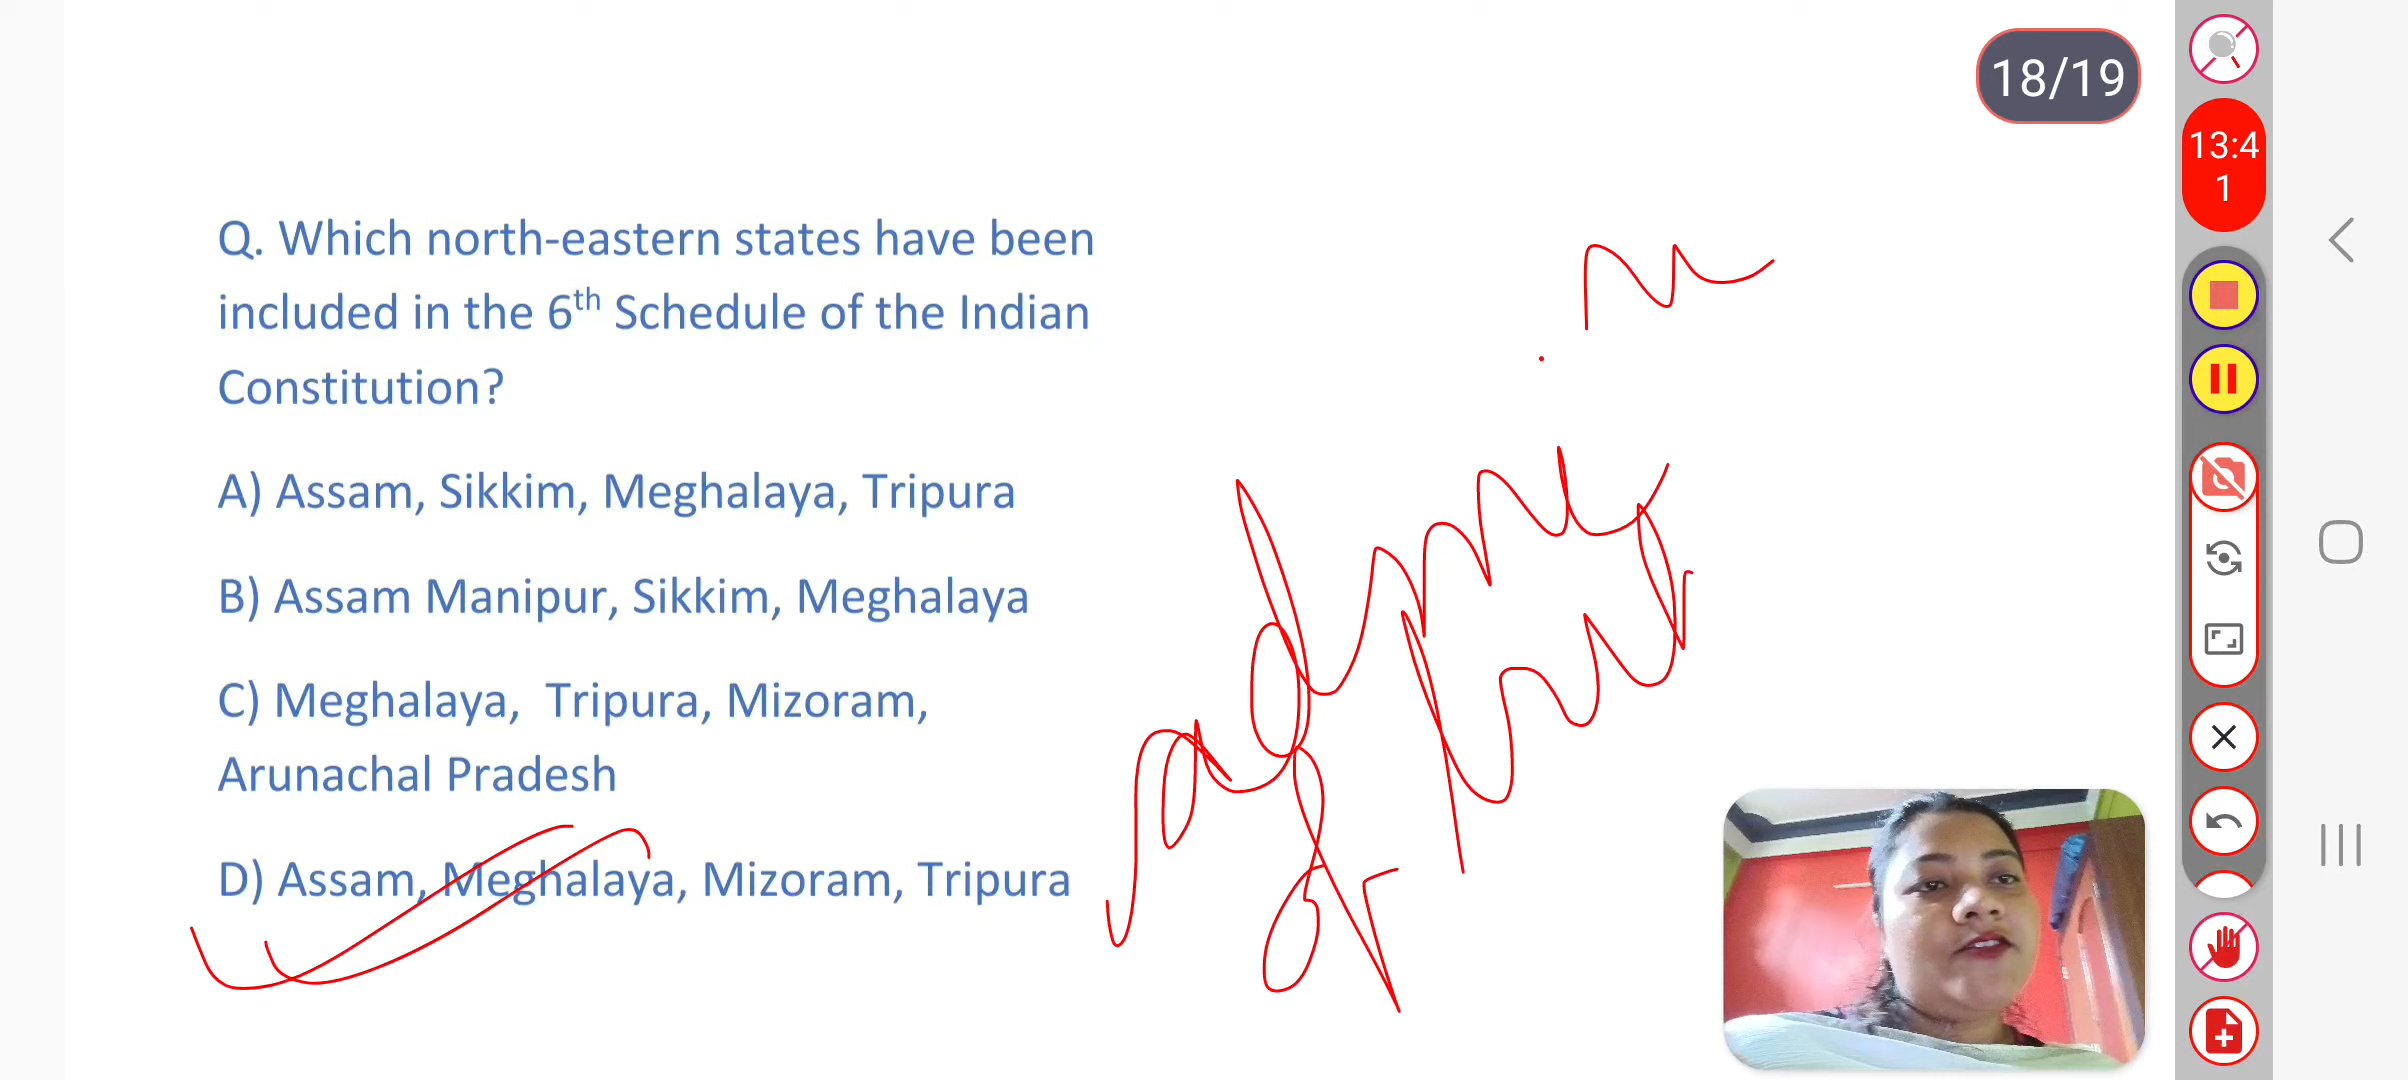 18/19
13:4
1
Q. Which north-eastern states have been
included in the 6th Schedule of the Indian
Constitution?
A) Assam, Sikkim, Meghalaya, Tripura
B) Assam Manipur, Sikkim, Meghalaya
C) Meghalaya, Tripura, Mizoram,
Arunachal Pradesh
D) Assam, Meghalaya, Mizoram, Tripura
of